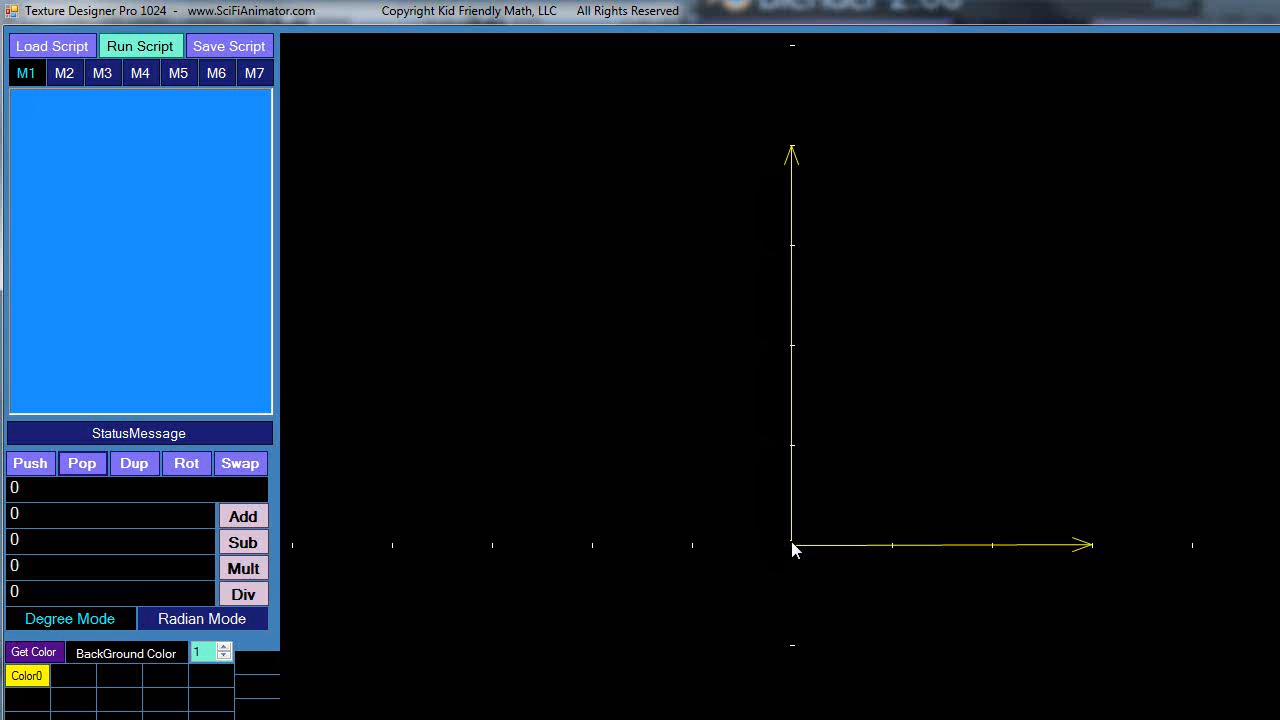 Texture Designer Pro 1024 - www.SciFiAnimator.com Copyright Kid Friendly Math, LLC All Rights Reserved
Load Script Run Script Save Script
M1 M2 M3 M4 M5 M6 M7
StatusMessage
Push Pop Dup Rot Swap
0
0 Add
0 Sub
0 Mult
0 Div
Degree Mode Radian Mode
Get Color BackGround Color 1
Color0